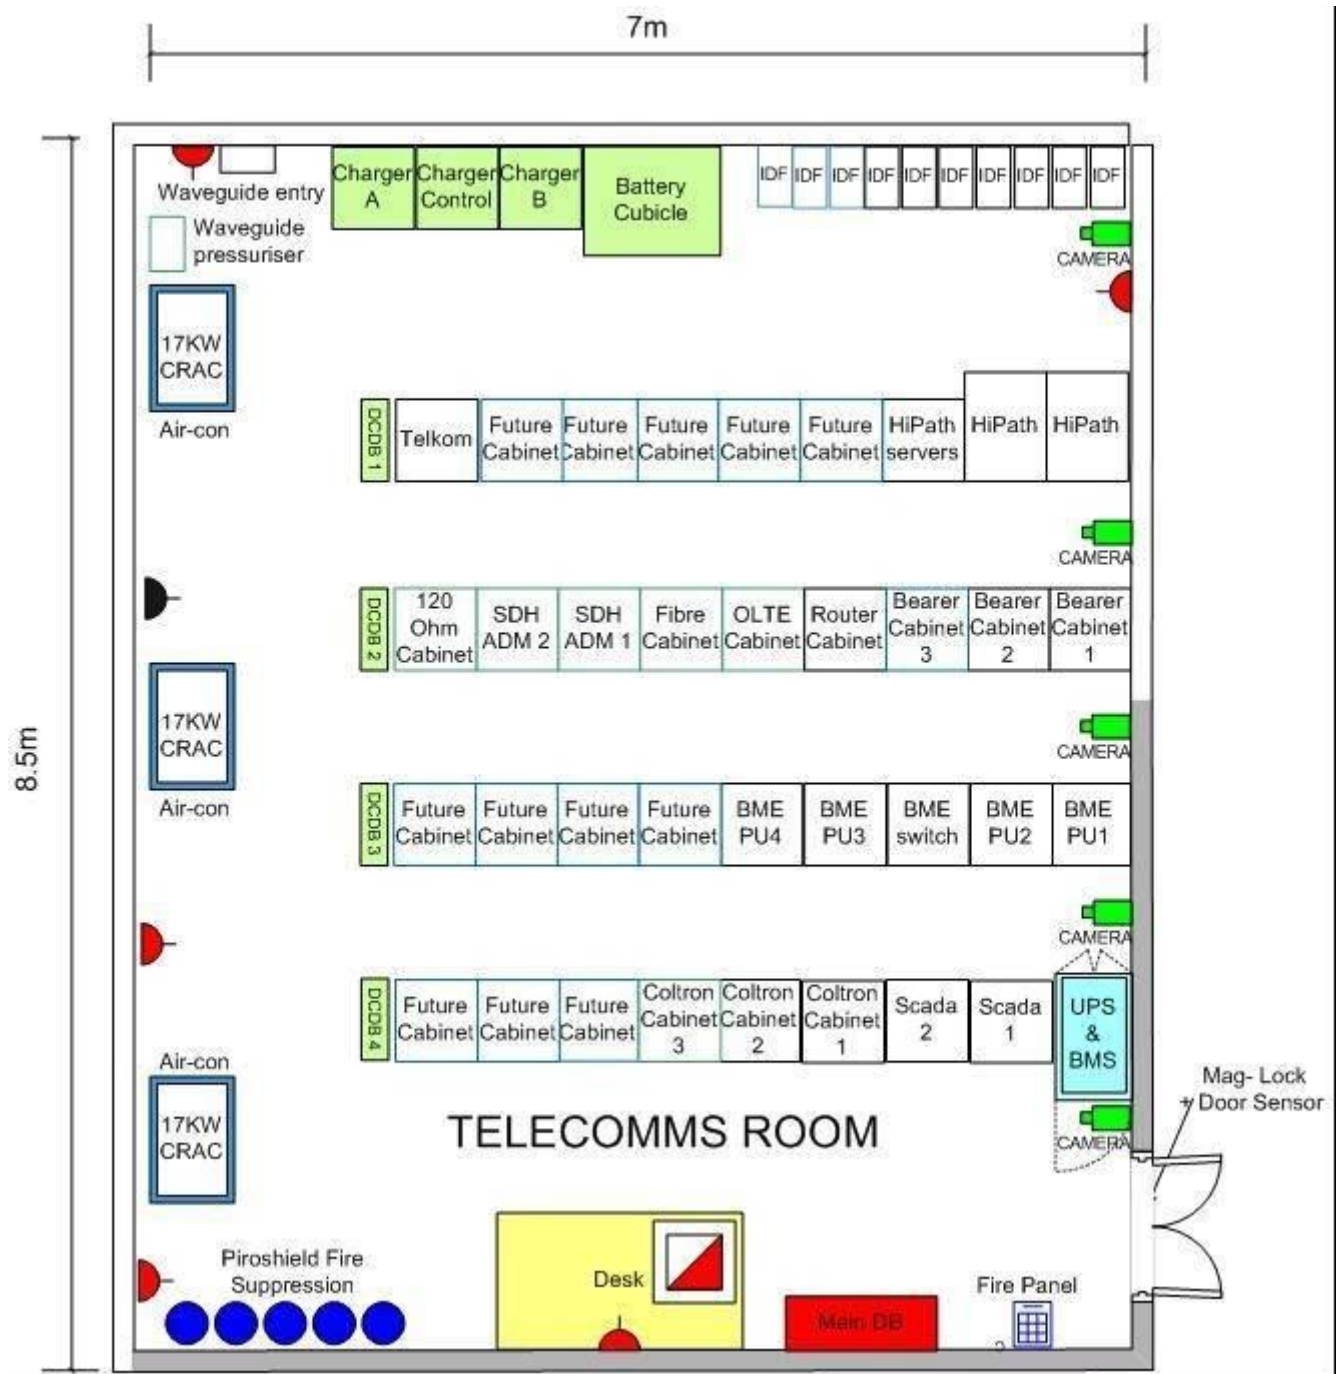 7m
8.5m
Waveguide entry
Waveguide
pressuriser
Charger
A
Charger
Control
Charger
B
Battery
Cubicle
IDF
IDF
IDF
IDF
IDF
IDF
IDF
IDF
IDF
IDF
CAMERA
17KW
CRAC
Air-con
DCDB 1
Telkom
Future
Cabinet
Future
Cabinet
Future
Cabinet
Future
Cabinet
Future
Cabinet
HiPath
servers
HiPath
HiPath
CAMERA
DCDB 2
120
Ohm
Cabinet
SDH
ADM 2
SDH
ADM 1
Fibre
Cabinet
OLTE
Cabinet
Router
Cabinet
Bearer
Cabinet
3
Bearer
Cabinet
2
Bearer
Cabinet
1
17KW
CRAC
Air-con
CAMERA
DCDB 3
Future
Cabinet
Future
Cabinet
Future
Cabinet
Future
Cabinet
BME
PU4
BME
PU3
BME
switch
BME
PU2
BME
PU1
CAMERA
DCDB 4
Future
Cabinet
Future
Cabinet
Future
Cabinet
Coltron
Cabinet
3
Coltron
Cabinet
2
Coltron
Cabinet
1
Scada
2
Scada
1
UPS
&
BMS
Air-con
17KW
CRAC
TELECOMMS ROOM
CAMERA
Mag- Lock
+ Door Sensor
Piroshield Fire
Suppression
Desk
Main DB
Fire Panel